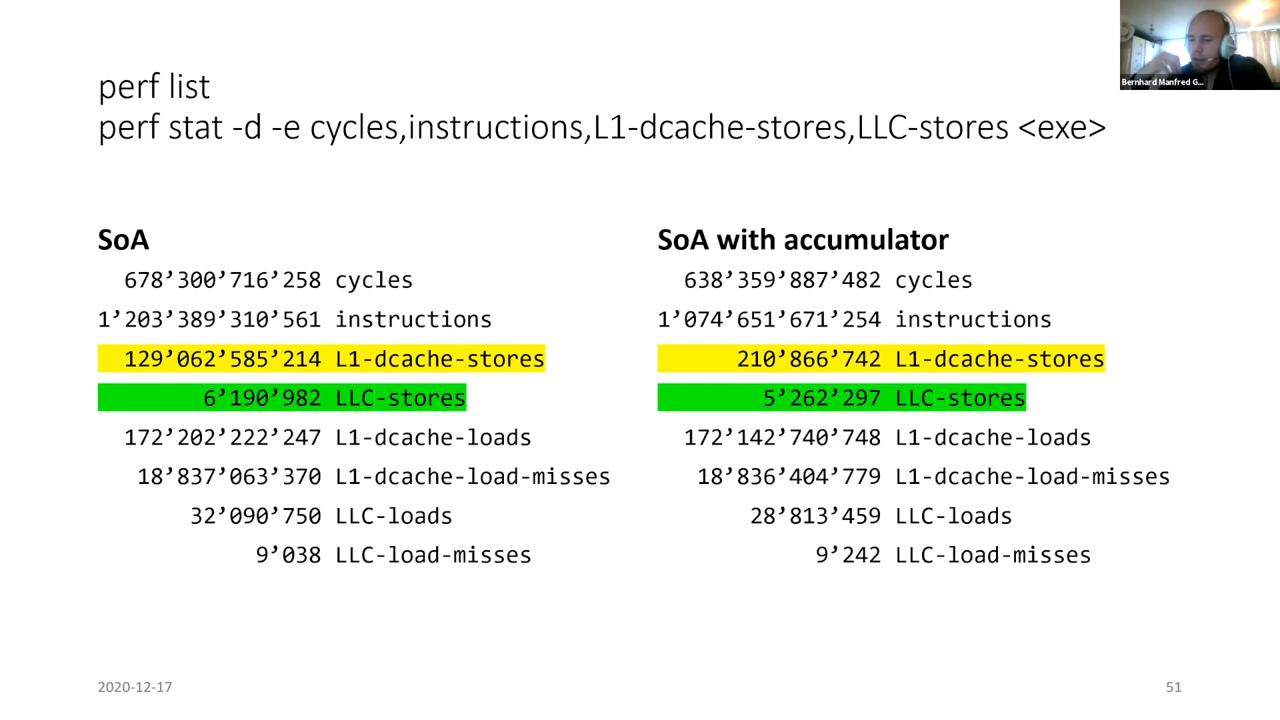 Bernhard Manfred G...
perf list
perf stat -d -e cycles,instructions,L1-dcache-stores,LLC-stores <exe>
SoA
678’300’716’258 cycles
1’203’389’310’561 instructions
129’062’585’214 L1-dcache-stores
6’190’982 LLC-stores
172’202’222’247 L1-dcache-loads
18’837’063’370 L1-dcache-load-misses
32’090’750 LLC-loads
9’038 LLC-load-misses
SoA with accumulator
638’359’887’482 cycles
1’074’651’671’254 instructions
210’866’742 L1-dcache-stores
5’262’297 LLC-stores
172’142’740’748 L1-dcache-loads
18’836’404’779 L1-dcache-load-misses
28’813’459 LLC-loads
9’242 LLC-load-misses
2020-12-17
51